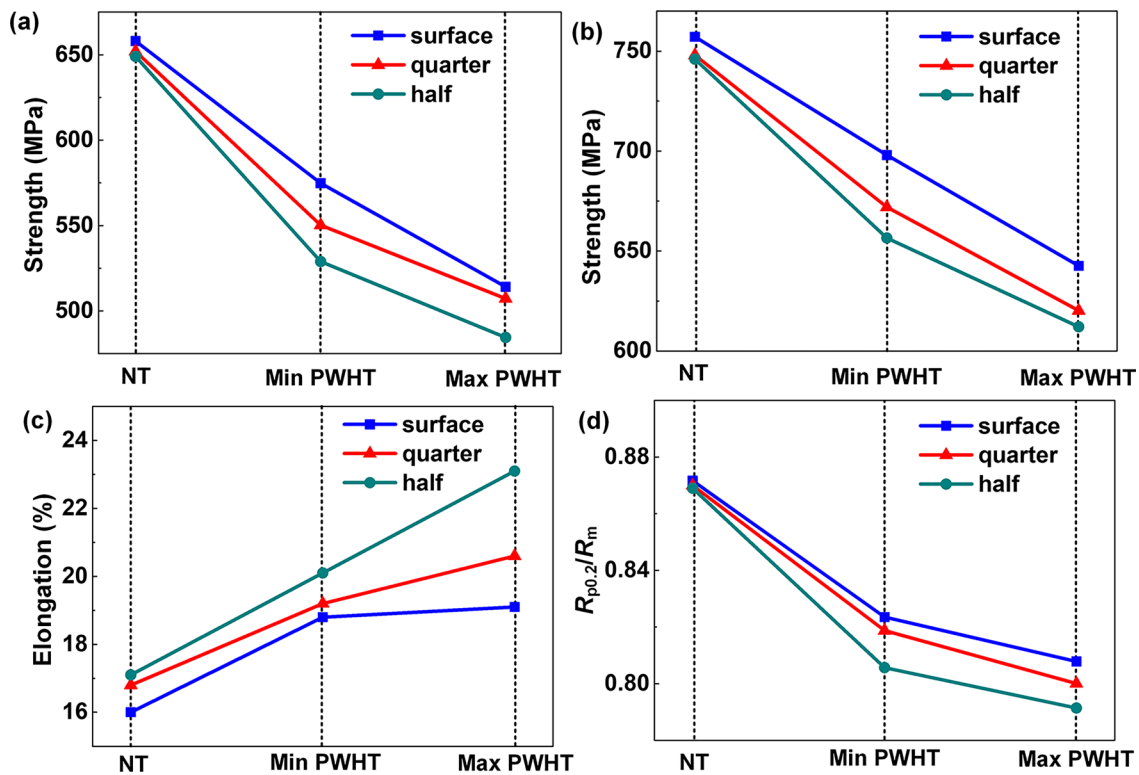 (a)
surface
quarter
half
Strength (MPa)
650
600
550
500
NT
Min PWHT
Max PWHT
(b)
surface
quarter
half
Strength (MPa)
750
700
650
600
NT
Min PWHT
Max PWHT
(c)
surface
quarter
half
Elongation (%)
24
22
20
18
16
NT
Min PWHT
Max PWHT
(d)
surface
quarter
half
Rp0.2/Rm
0.88
0.84
0.80
NT
Min PWHT
Max PWHT